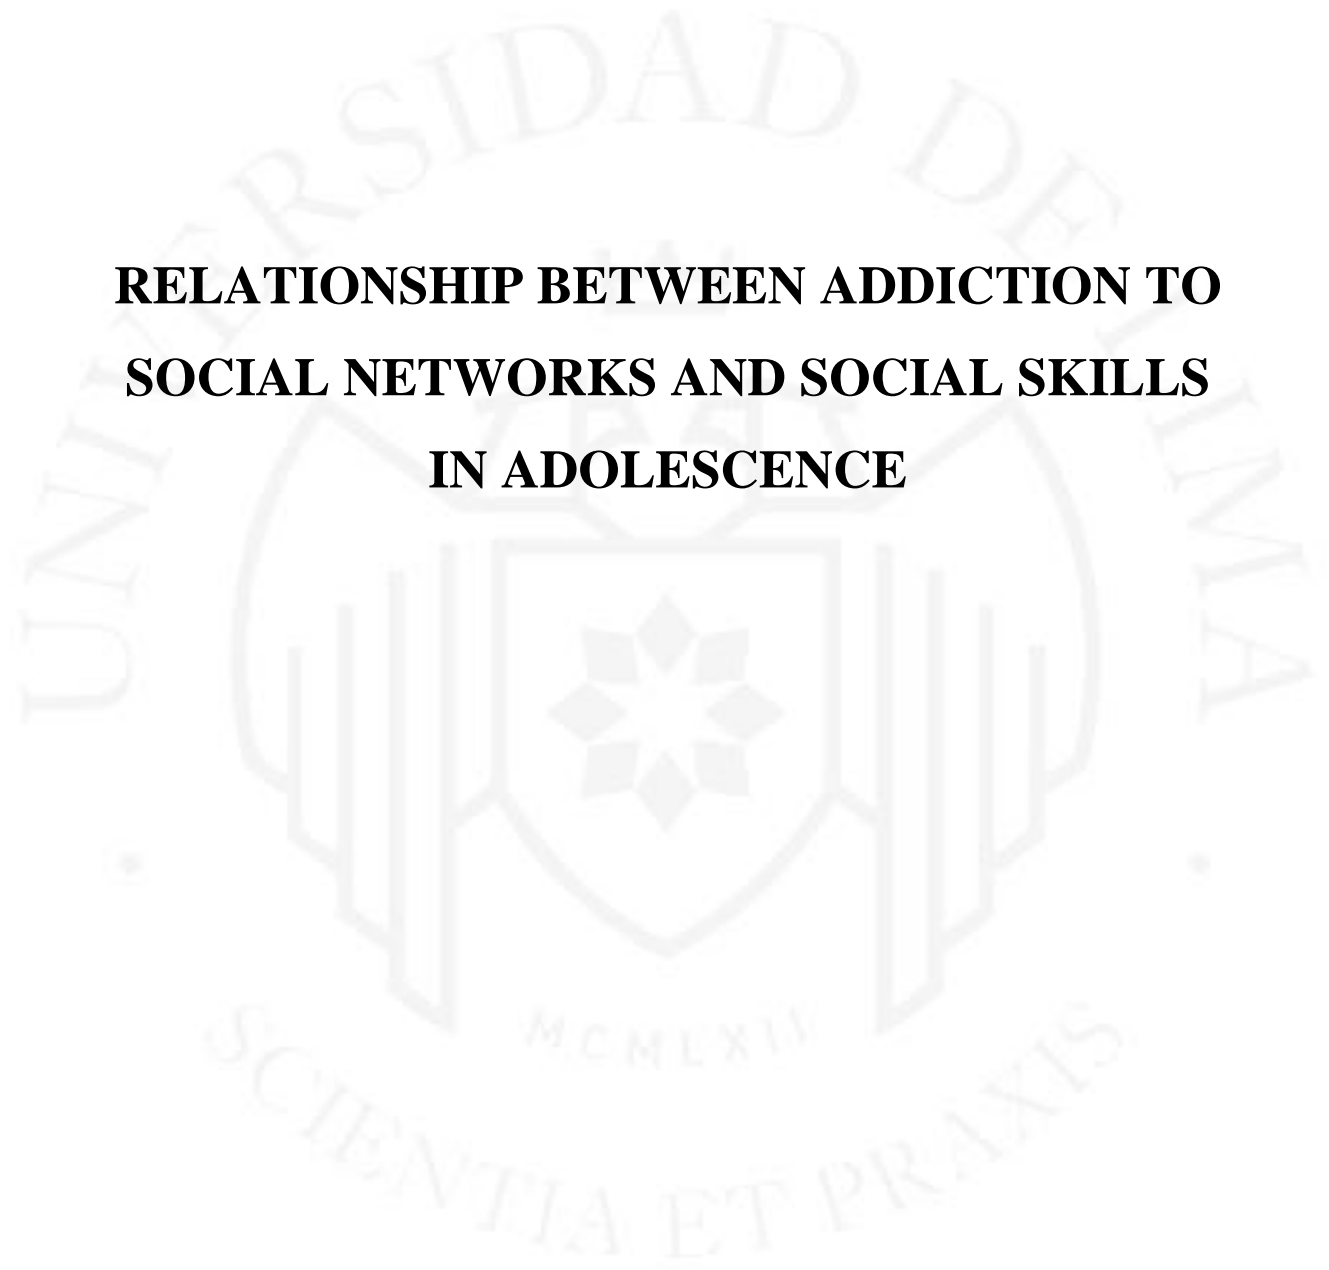 UNIVERSIDAD DE LIMA
RELATIONSHIP BETWEEN ADDICTION TO
SOCIAL NETWORKS AND SOCIAL SKILLS
IN ADOLESCENCE
MCMLXII
SCIENTIA ET PRAXIS